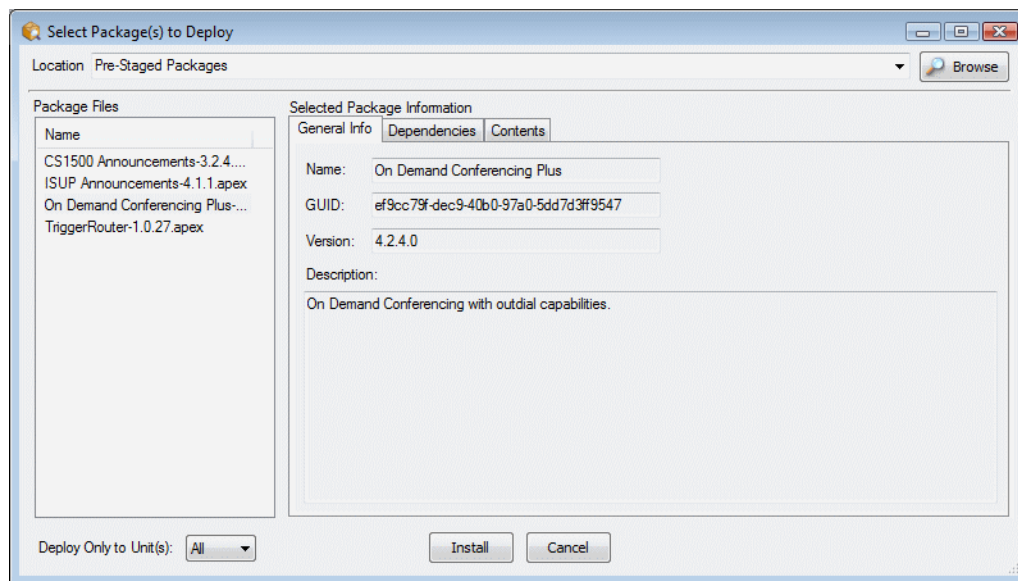 Select Package(s) to Deploy
Location Pre-Staged Packages Browse
Package Files
Name
CS1500 Announcements-3.2.4....
ISUP Announcements-4.1.1.apex
On Demand Conferencing Plus-...
TriggerRouter-1.0.27.apex
Selected Package Information
General Info Dependencies Contents
Name: On Demand Conferencing Plus
GUID: ef9cc79f-dec9-40b0-97a0-5dd7d3ff9547
Version: 4.2.4.0
Description:
On Demand Conferencing with outdial capabilities.
Deploy Only to Unit(s): All Install Cancel